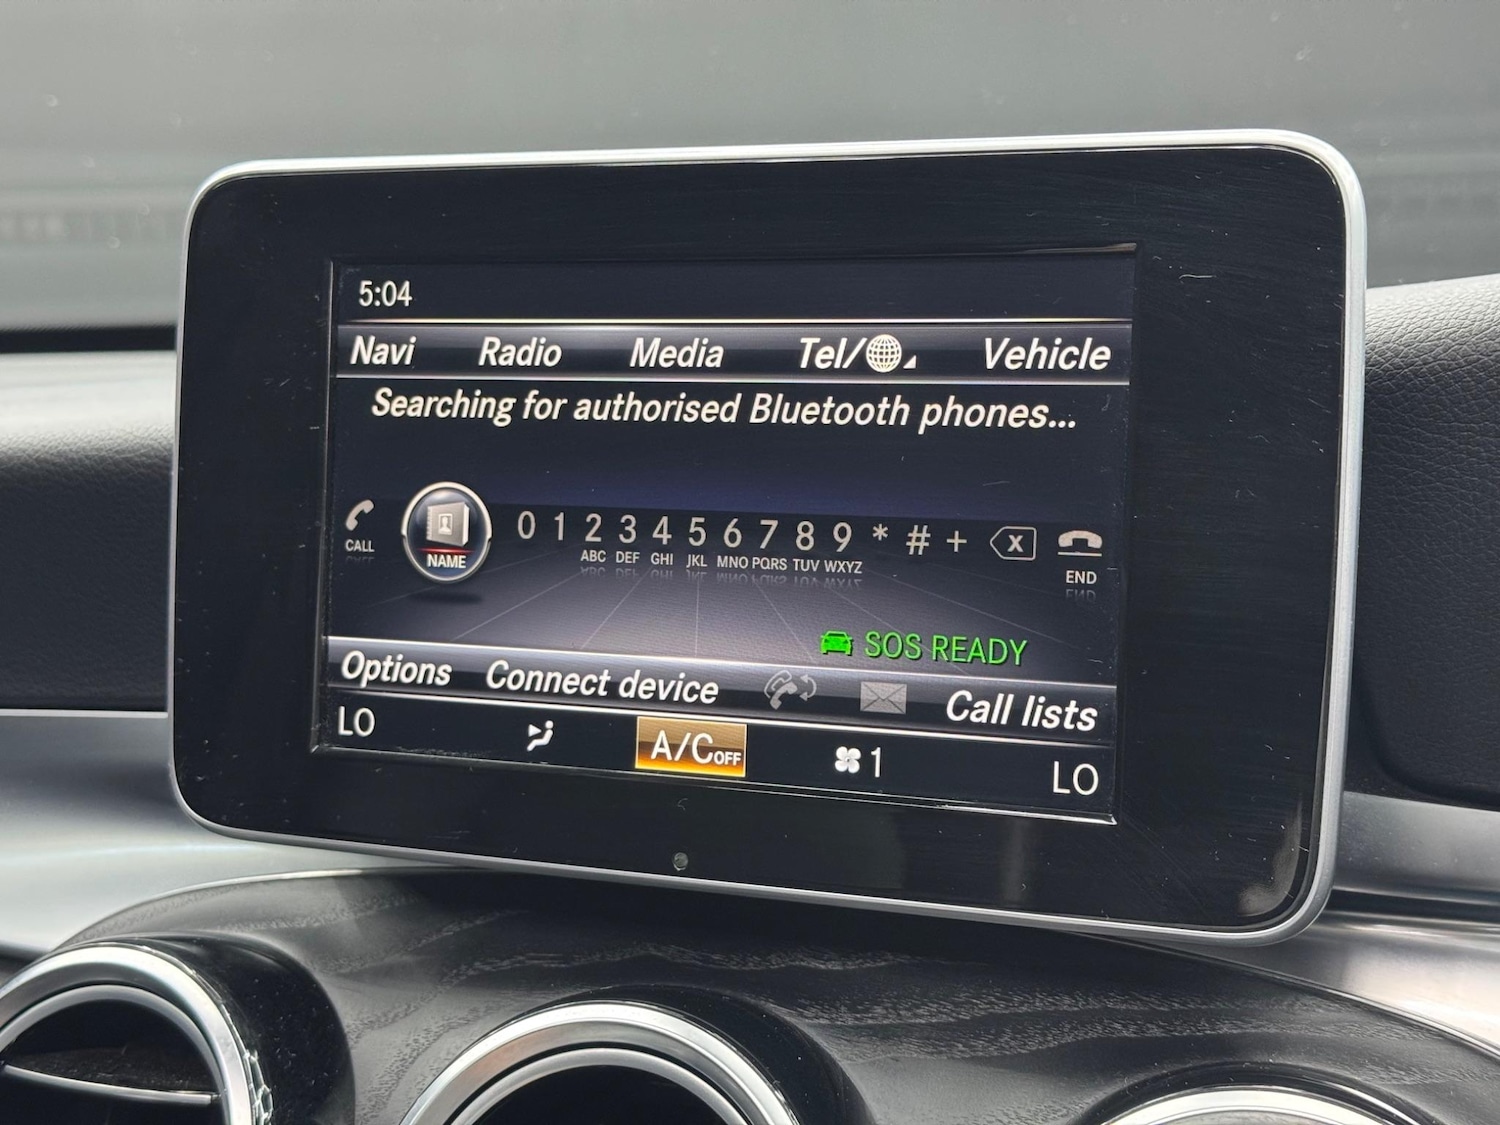 5:04
Navi Radio Media Tel/ Vehicle
Searching for authorised Bluetooth phones...
CALL NAME 0 1 2 3 4 5 6 7 8 9 * # + X END
ABC DEF GHI JKL MNO PQRS TUV WXYZ
SOS READY
Options Connect device Call lists
LO A/C OFF 1 LO